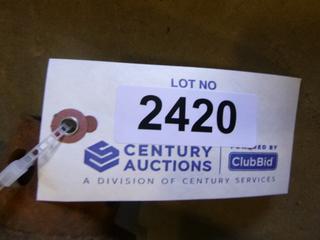 LOT NO
2420
CENTURY
AUCTIONS
POWERED BY
ClubBid
A DIVISION OF CENTURY SERVICES